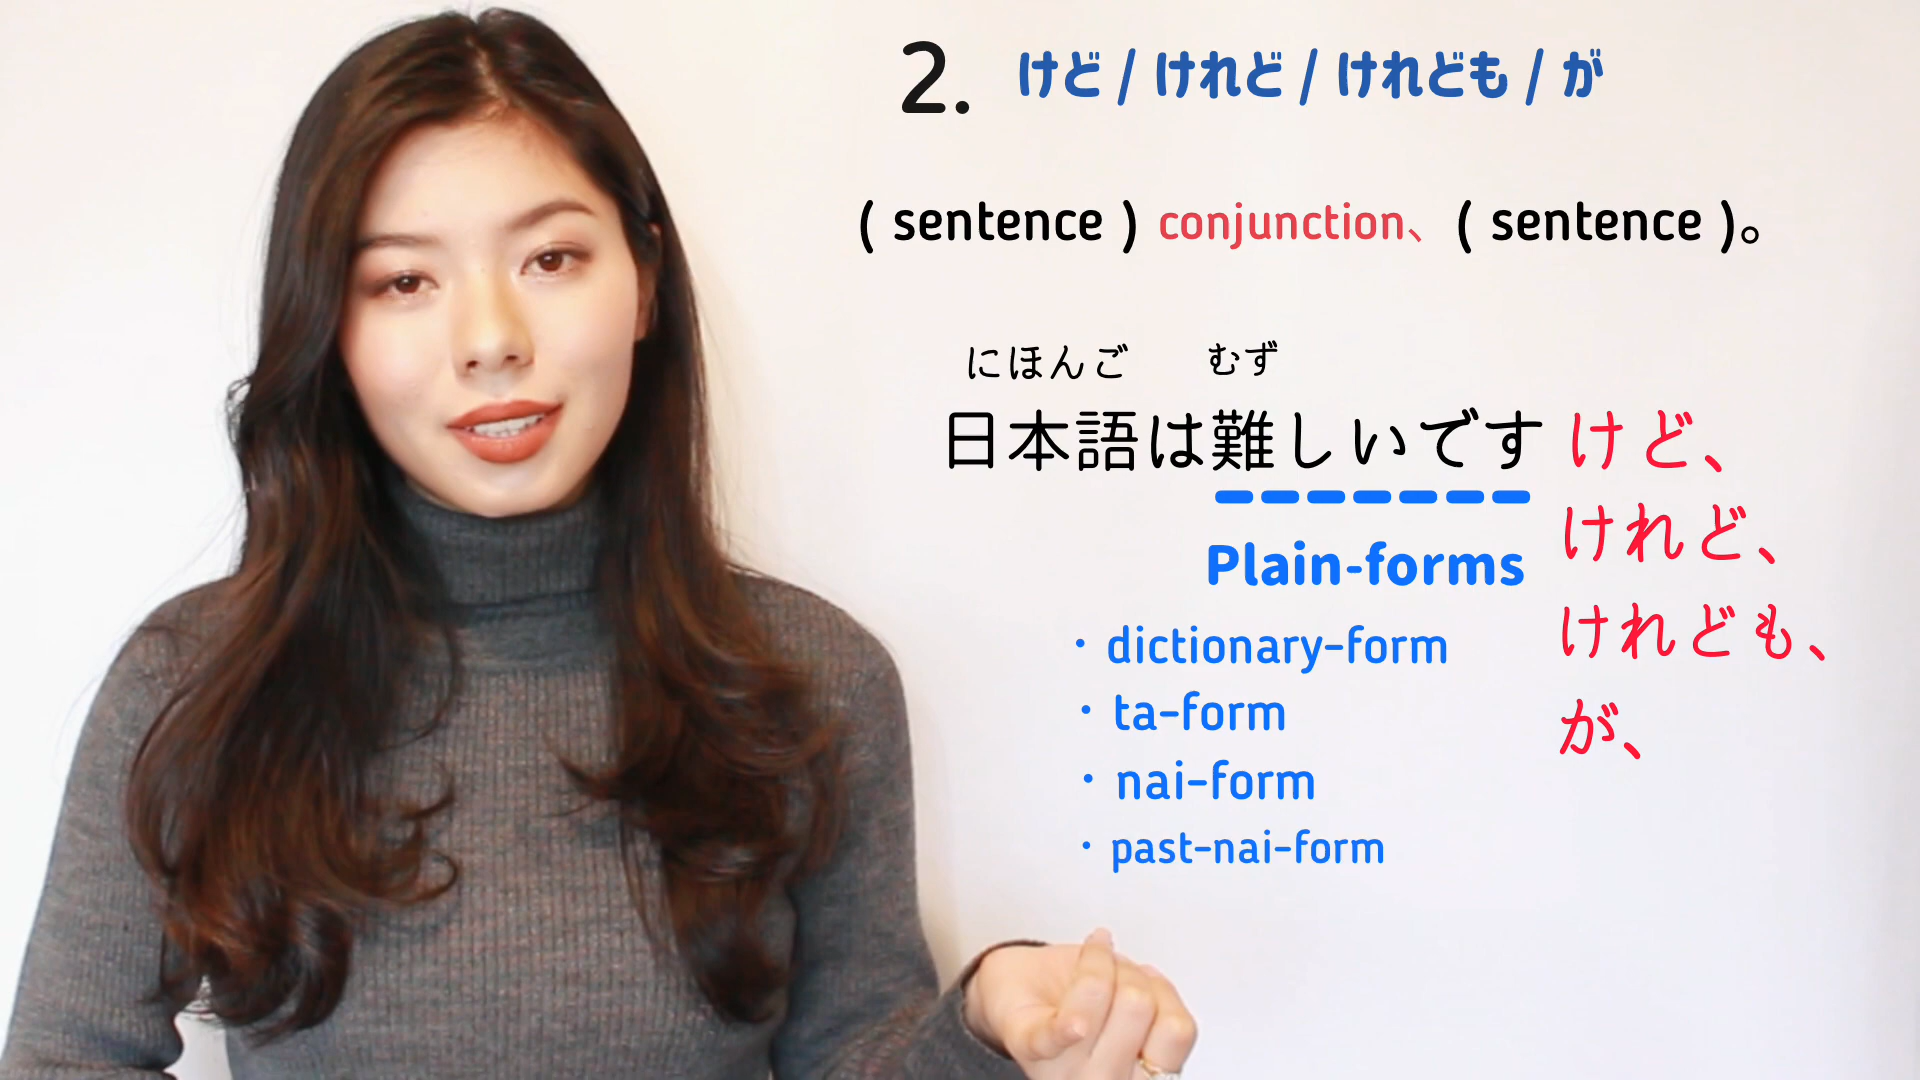 2. けど / けれど / けれども / が
( sentence ) conjunction、 ( sentence )。
にほんご むず
日本語は難しいです けど、
けれど、
Plain-forms
けれども、
・ dictionary-form
・ ta-form
が、
・ nai-form
・ past-nai-form